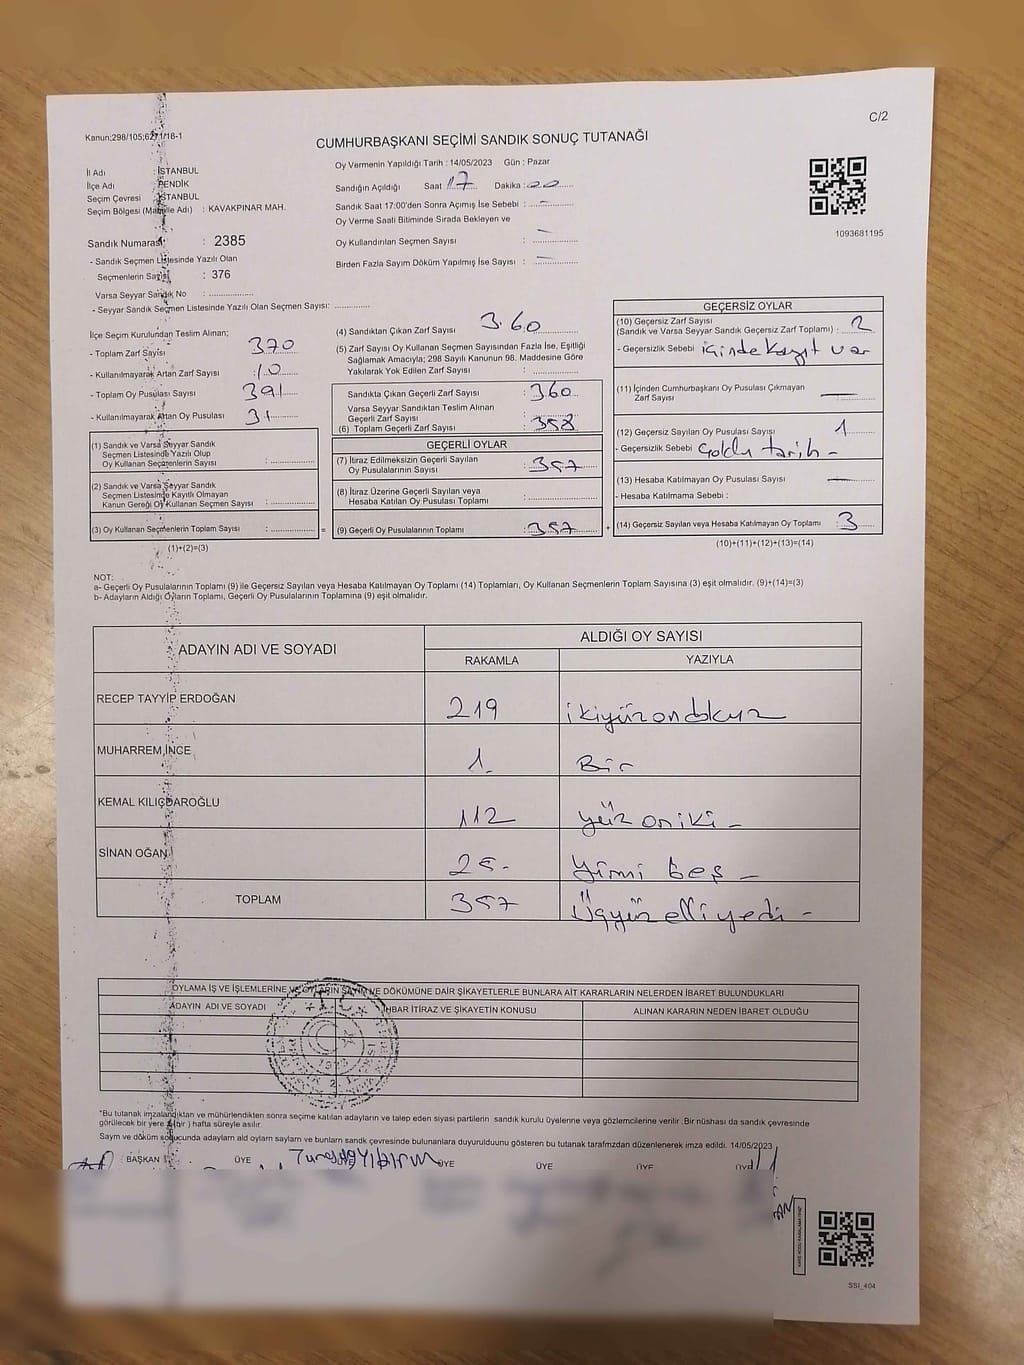 C/2
Kanun;298/105;6271/18-1
CUMHURBAŞKANI SEÇİMİ SANDIK SONUÇ TUTANAĞI
İl Adı : İSTANBUL
İlçe Adı PENDİK
Seçim Çevresi İSTANBUL
Seçim Bölgesi (Mahalle Adı) : KAVAKPINAR MAH.
Oy Vermenin Yapıldığı Tarih : 14/05/2023 Gün : Pazar
Sandığın Açıldığı Saat 17 Dakika : 00
Sandık Saat 17:00'den Sonra Açımış İse Sebebi : –
Oy Verme Saati Bitiminde Sırada Bekleyen ve
Oy Kullandırılan Seçmen Sayısı : –
Birden Fazla Sayım Döküm Yapılmış İse Sayısı : –
1093681195
Sandık Numarası : 2385
- Sandık Seçmen Listesinde Yazılı Olan
Seçmenlerin Sayısı : 376
Varsa Seyyar Sandık No :
- Seyyar Sandık Seçmen Listesinde Yazılı Olan Seçmen Sayısı:
İlçe Seçim Kurulundan Teslim Alınan;
- Toplam Zarf Sayısı 370
- Kullanılmayarak Artan Zarf Sayısı : 10
- Toplam Oy Pusulası Sayısı 391
- Kullanılmayarak Artan Oy Pusulası 31
(1) Sandık ve Varsa Seyyar Sandık
Seçmen Listesinde Yazılı Olup
Oy Kullanan Seçmenlerin Sayısı :
(2) Sandık ve Varsa Seyyar Sandık
Seçmen Listesinde Kayıtlı Olmayan
Kanun Gereği Oy Kullanan Seçmen Sayısı :
(3) Oy Kullanan Seçmenlerin Toplam Sayısı : =
(1)+(2)=(3)
(4) Sandıktan Çıkan Zarf Sayısı 360
(5) Zarf Sayısı Oy Kullanan Seçmen Sayısından Fazla İse, Eşitliği
Sağlamak Amacıyla; 298 Sayılı Kanunun 98. Maddesine Göre
Yakılarak Yok Edilen Zarf Sayısı :
Sandıkta Çıkan Geçerli Zarf Sayısı : 360
Varsa Seyyar Sandıktan Teslim Alınan
Geçerli Zarf Sayısı :
(6) Toplam Geçerli Zarf Sayısı : 358
GEÇERLİ OYLAR
(7) İtiraz Edilmeksizin Geçerli Sayılan
Oy Pusulalarının Sayısı : 357
(8) İtiraz Üzerine Geçerli Sayılan veya
Hesaba Katılan Oy Pusulası Toplamı :
(9) Geçerli Oy Pusulalarının Toplamı : 357 +
GEÇERSİZ OYLAR
(10) Geçersiz Zarf Sayısı
(Sandık ve Varsa Seyyar Sandık Geçersiz Zarf Toplamı) : 2
- Geçersizlik Sebebi içinde kayıt var
(11) İçinden Cumhurbaşkanı Oy Pusulası Çıkmayan
Zarf Sayısı –
(12) Geçersiz Sayılan Oy Pusulası Sayısı 1
- Geçersizlik Sebebi
(13) Hesaba Katılmayan Oy Pusulası Sayısı –
- Hesaba Katılmama Sebebi :
(14) Geçersiz Sayılan veya Hesaba Katılmayan Oy Toplamı : 3
(10)+(11)+(12)+(13)=(14)
NOT:
a- Geçerli Oy Pusulalarının Toplamı (9) ile Geçersiz Sayılan veya Hesaba Katılmayan Oy Toplamı (14) Toplamları, Oy Kullanan Seçmenlerin Toplam Sayısına (3) eşit olmalıdır. (9)+(14)=(3)
b- Adayların Aldığı Oyların Toplamı, Geçerli Oy Pusulalarının Toplamına (9) eşit olmalıdır.
ADAYIN ADI VE SOYADI
ALDIĞI OY SAYISI
RAKAMLA YAZIYLA
RECEP TAYYİP ERDOĞAN 219 ikiyüzondokuz
MUHARREM İNCE 1 Bir
KEMAL KILIÇDAROĞLU 112 yüz oniki –
SİNAN OĞAN 25 Yirmi beş –
TOPLAM 357 Üçyüz elli yedi –
OYLAMA İŞ VE İŞLEMLERİNE VE OYLARIN SAYIM VE DÖKÜMÜNE DAİR ŞİKAYETLERLE BUNLARA AİT KARARLARIN NELERDEN İBARET BULUNDUKLARI
ADAYIN ADI VE SOYADI İHBAR İTİRAZ VE ŞİKAYETİN KONUSU ALINAN KARARIN NEDEN İBARET OLDUĞU
*Bu tutanak imzalandıktan ve mühürlendikten sonra seçime katılan adayların ve talep eden siyasi partilerin sandık kurulu üyelerine veya gözlemcilerine verilir. Bir nüshası da sandık çevresinde
görülecek bir yere 1(bir ) hafta süreyle asılır.
Sayım ve döküm sonucunda adayların aldı oyların sayların ve bunların sandık çevresinde bulunanlara duyurulduunu gösteren bu tutanak tarafmzdan düzenlenerek imza edildi. 14/05/2023
BAŞKAN ÜYE Turgay Yıldırım ÜYE ÜYE ÜYE
SSI_404